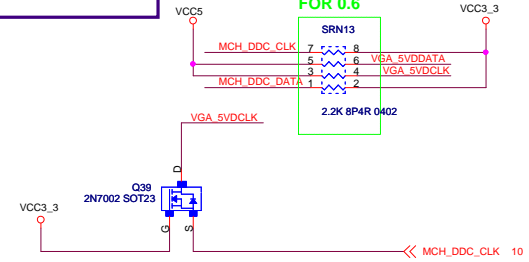 FOR 0.6
VCC5
VCC3_3
SRN13
MCH_DDC_CLK 7 8
5 6 VGA_5VDDATA
3 4 VGA_5VDCLK
MCH_DDC_DATA 1 2
2.2K 8P4R 0402
VGA_5VDCLK
D
Q39
2N7002 SOT23
VCC3_3
G
S
MCH_DDC_CLK 10